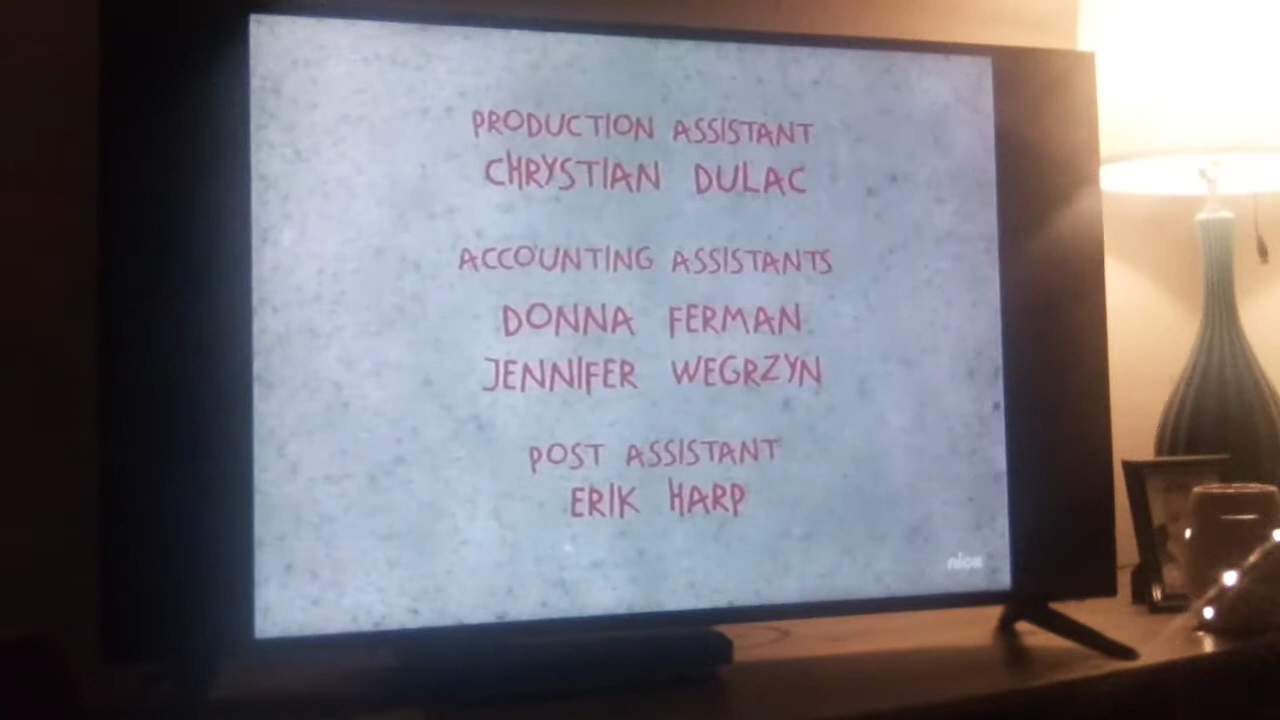 PRODUCTION ASSISTANT
CHRYSTIAN DULAC
ACCOUNTING ASSISTANTS
DONNA FERMAN
JENNIFER WEGRZYN
POST ASSISTANT
ERIK HARP
nick